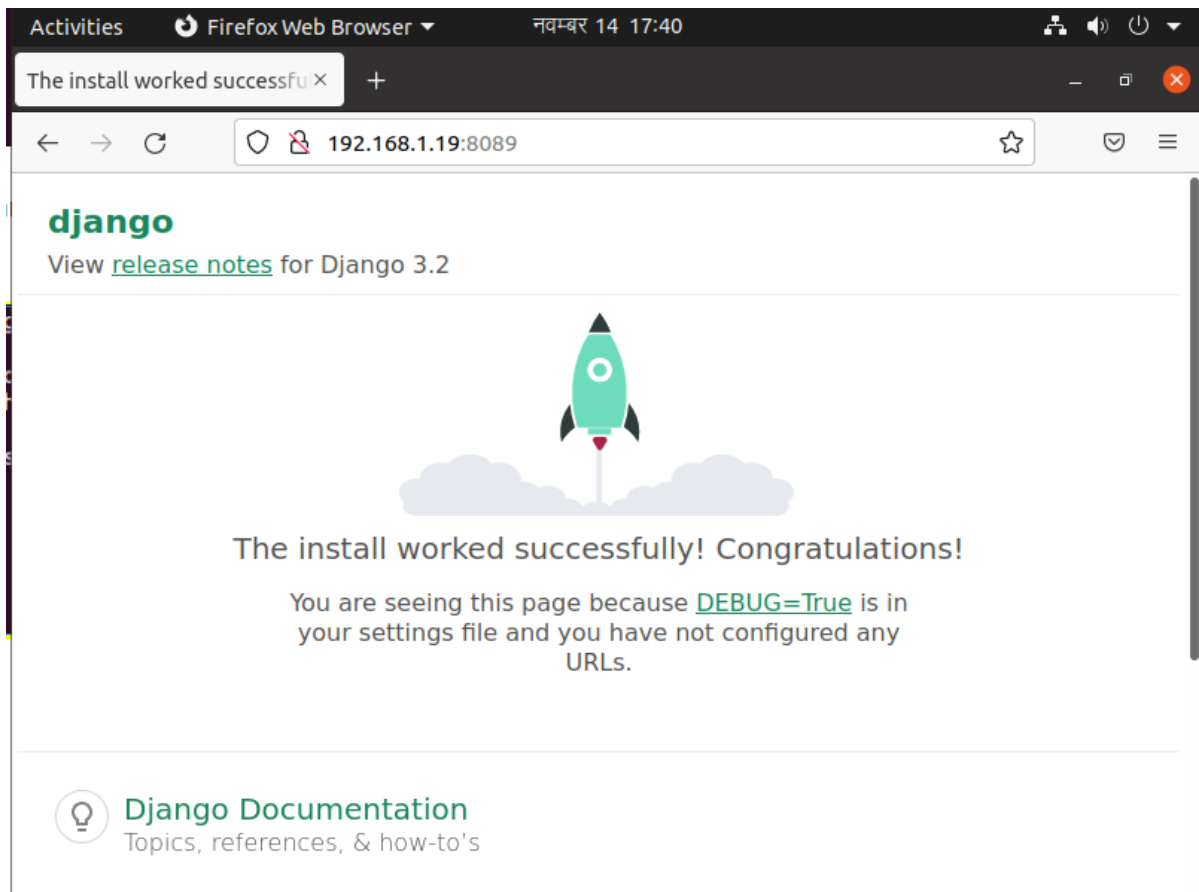 Activities Firefox Web Browser नवम्बर 14 17:40
The install worked successfu
192.168.1.19:8089
django
View release notes for Django 3.2
The install worked successfully! Congratulations!
You are seeing this page because DEBUG=True is in
your settings file and you have not configured any
URLs.
Django Documentation
Topics, references, & how-to's